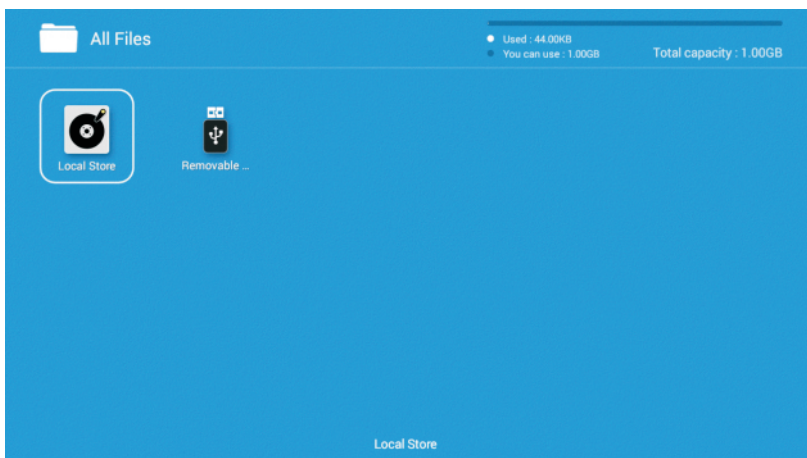 All Files
Used : 44.00KB
You can use : 1.00GB
Total capacity : 1.00GB
Local Store
Removable ...
Local Store